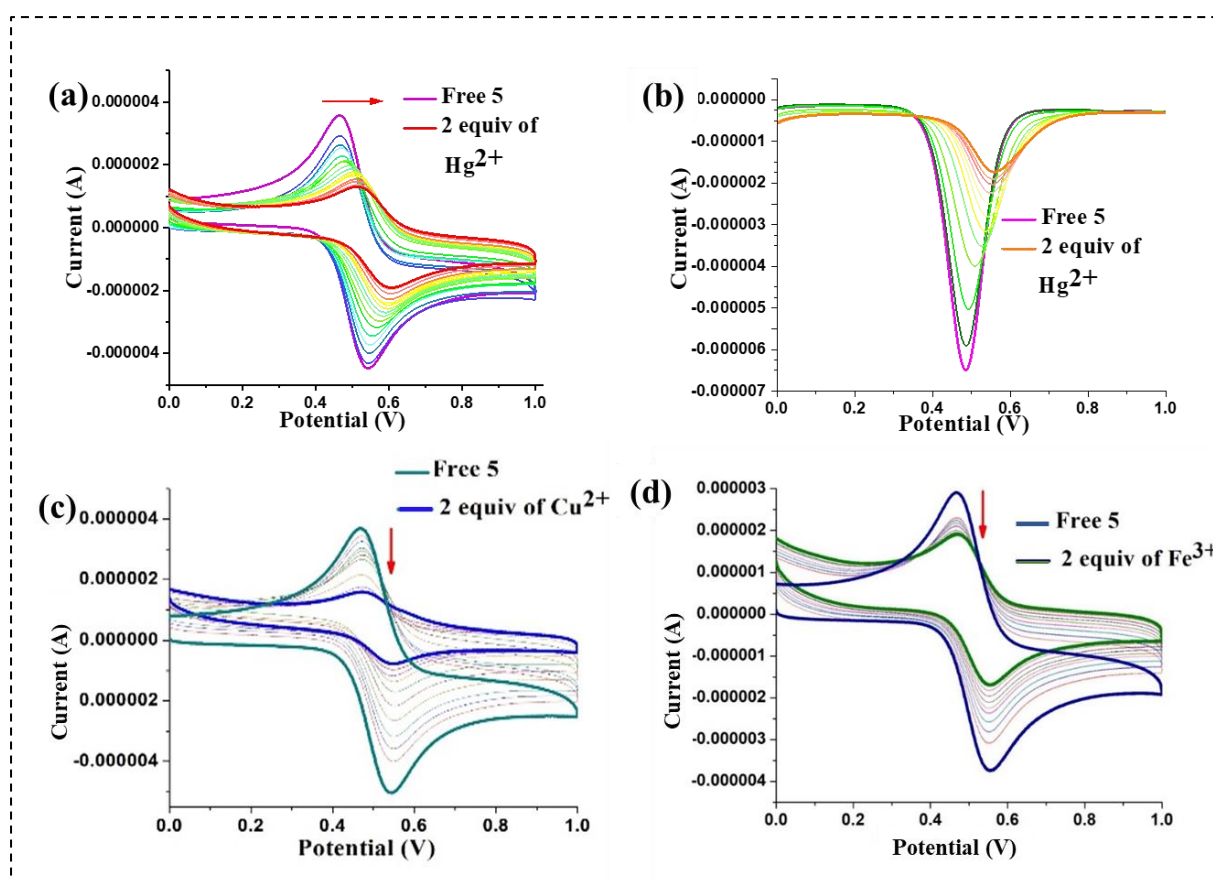 (a)
Free 5
2 equiv of
Hg2+
0.000004
0.000002
0.000000
-0.000002
-0.000004
Current (A)
0.0 0.2 0.4 0.6 0.8 1.0
Potential (V)
(b)
0.000000
-0.000001
-0.000002
-0.000003
-0.000004
-0.000005
-0.000006
-0.000007
Current (A)
Free 5
2 equiv of
Hg2+
0.0 0.2 0.4 0.6 0.8 1.0
Potential (V)
(c)
Free 5
2 equiv of Cu2+
0.000004
0.000002
0.000000
-0.000002
-0.000004
Current (A)
0.0 0.2 0.4 0.6 0.8 1.0
Potential (V)
(d)
Free 5
2 equiv of Fe3+
0.000003
0.000002
0.000001
0.000000
-0.000001
-0.000002
-0.000003
-0.000004
Current (A)
0.0 0.2 0.4 0.6 0.8 1.0
Potential (V)